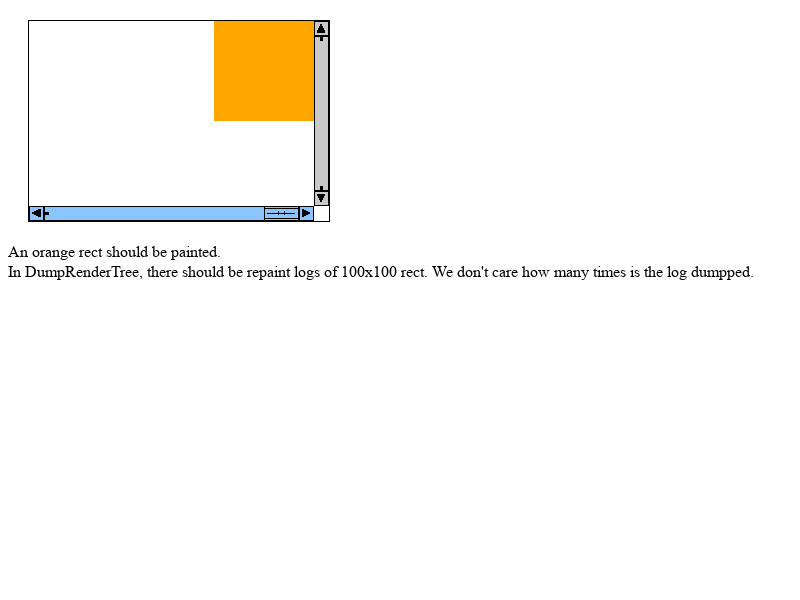 An orange rect should be painted.
In DumpRenderTree, there should be repaint logs of 100x100 rect. We don't care how many times is the log dumpped.